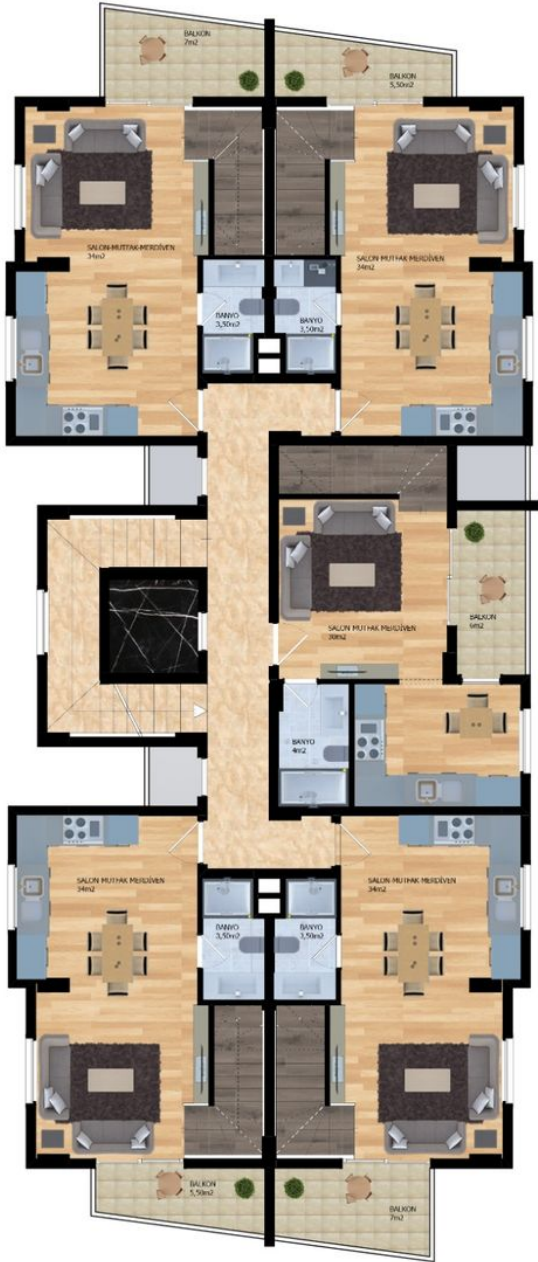 BALKON
7m2
BALKON
5,50m2
SALON-MUTFAK-MERDİVEN
34m2
SALON MUTFAK MERDİVEN
34m2
BANYO
3,50m2
BANYO
3,50m2
SALON MUTFAK MERDİVEN
30m2
BALKON
6m2
BANYO
4m2
SALON MUTFAK MERDİVEN
34m2
SALON MUTFAK MERDİVEN
34m2
BANYO
3,50m2
BANYO
3,50m2
BALKON
5,50m2
BALKON
7m2